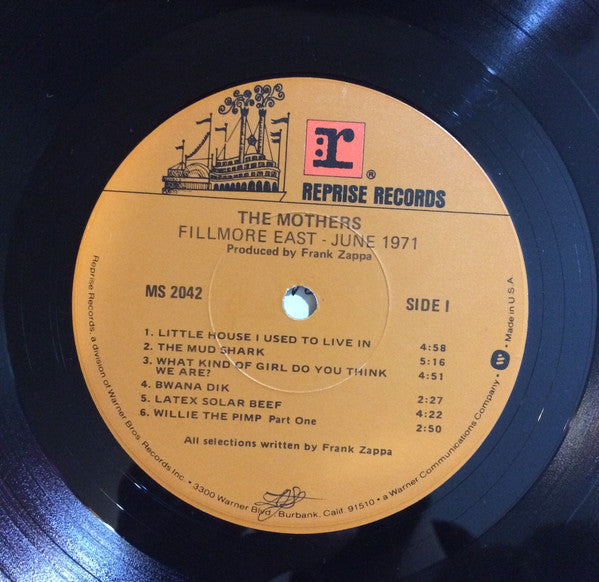 r
®
REPRISE RECORDS
THE MOTHERS
FILLMORE EAST - JUNE 1971
Produced by Frank Zappa
MS 2042
SIDE I
1. LITTLE HOUSE I USED TO LIVE IN 4:58
2. THE MUD SHARK 5:16
3. WHAT KIND OF GIRL DO YOU THINK 4:51
WE ARE?
4. BWANA DIK 2:27
5. LATEX SOLAR BEEF 4:22
6. WILLIE THE PIMP Part One 2:50
All selections written by Frank Zappa
Reprise Records, a division of Warner Bros. Records Inc. • 3300 Warner Blvd., Burbank, Calif. 91510 • a Warner Communications Company • W • Made in U.S.A.